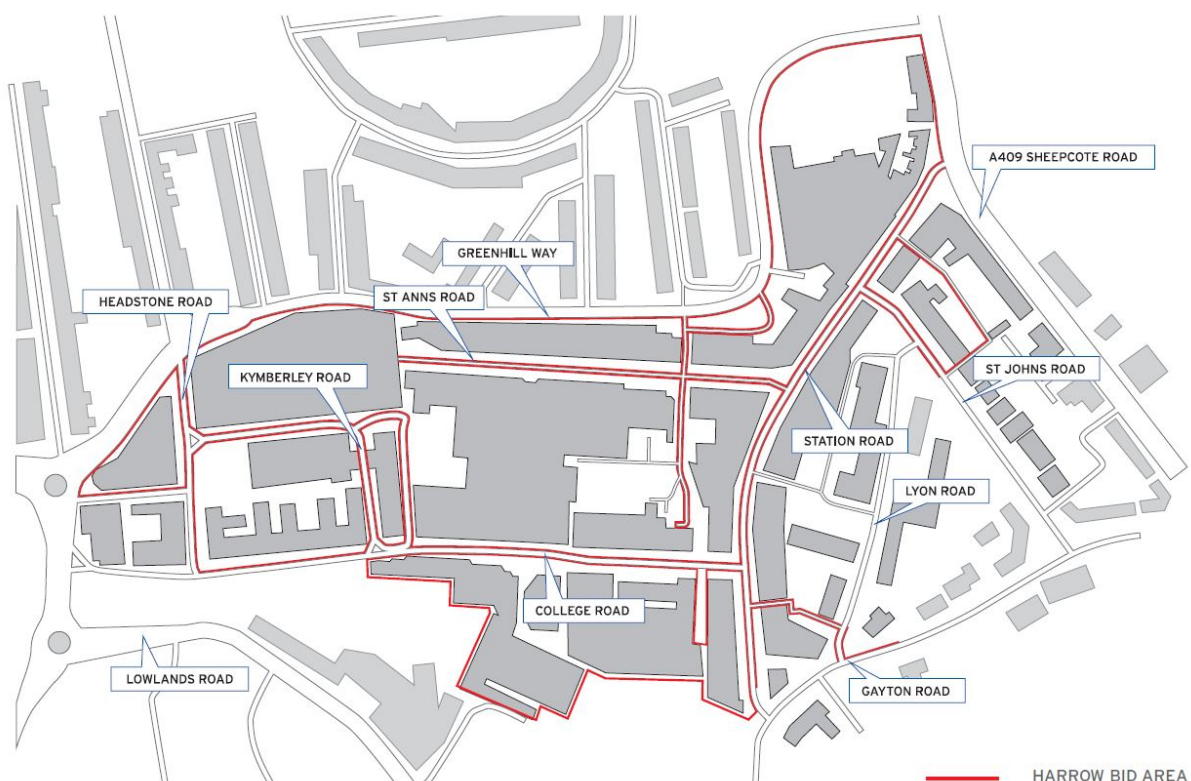 A409 SHEEPCOTE ROAD
GREENHILL WAY
ST ANNS ROAD
HEADSTONE ROAD
KYMBERLEY ROAD
ST JOHNS ROAD
STATION ROAD
LYON ROAD
COLLEGE ROAD
LOWLANDS ROAD
GAYTON ROAD
HARROW BID AREA